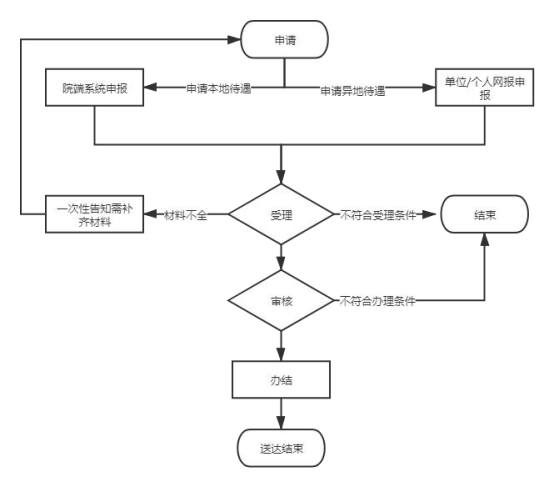 申请
院端系统申报
申请本地待遇
申请异地待遇
单位/个人网报申
报
一次性告知需补
齐材料
材料不全
受理
不符合受理条件
结束
审核
不符合办理条件
办结
送达结束